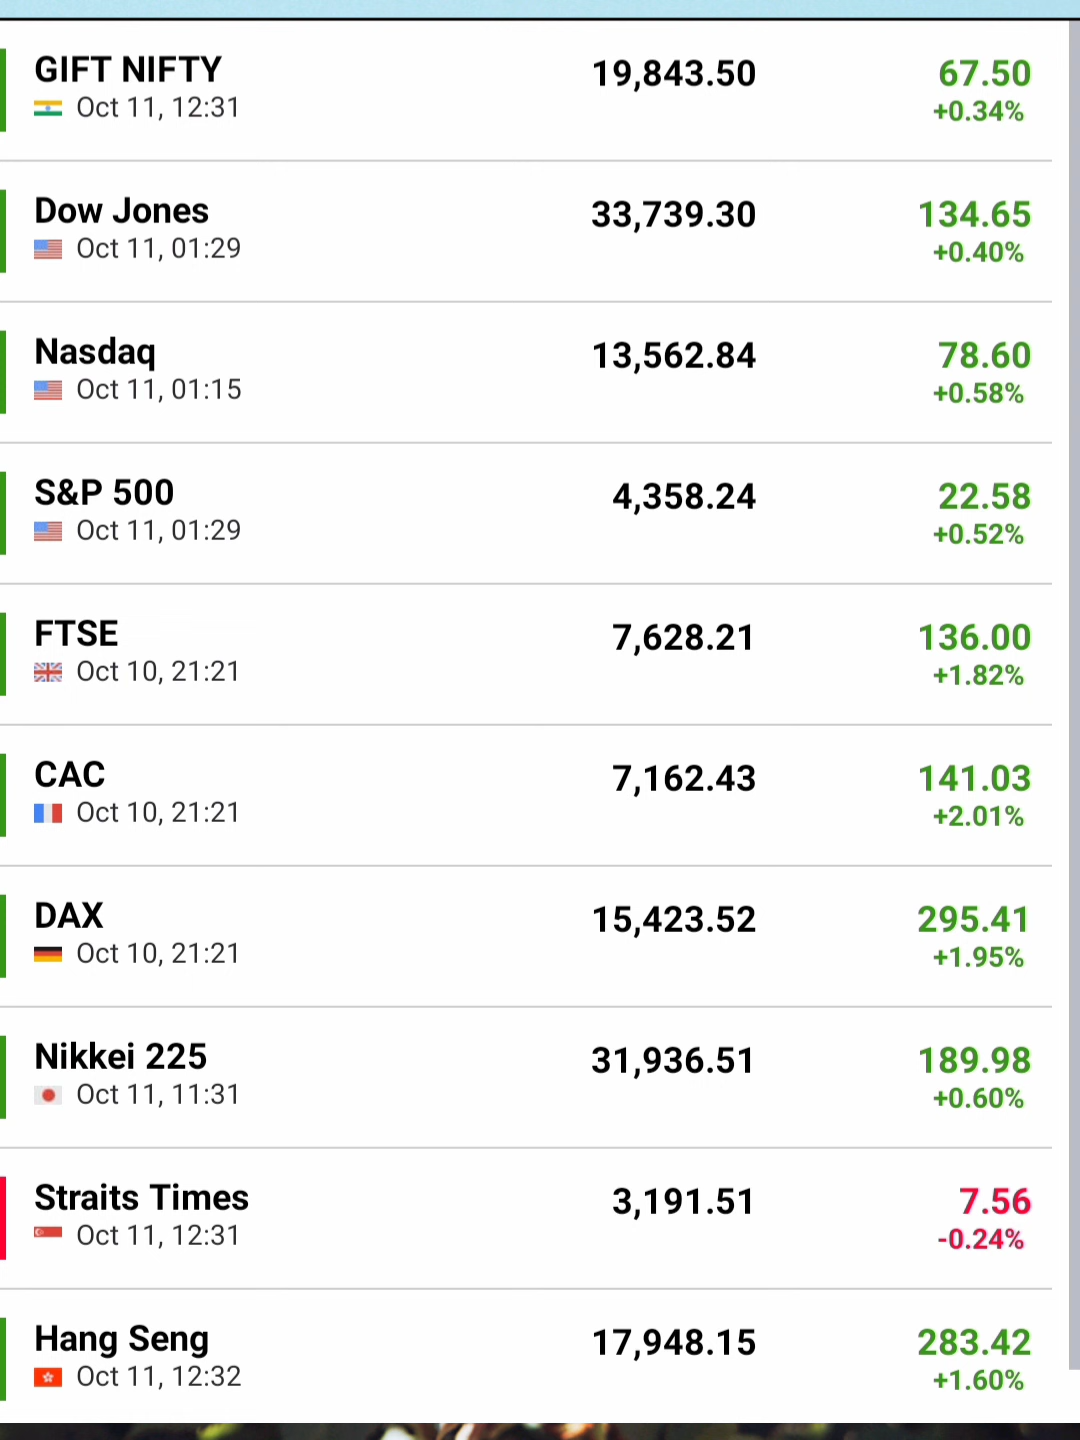 GIFT NIFTY 19,843.50 67.50
Oct 11, 12:31 +0.34%
Dow Jones 33,739.30 134.65
Oct 11, 01:29 +0.40%
Nasdaq 13,562.84 78.60
Oct 11, 01:15 +0.58%
S&P 500 4,358.24 22.58
Oct 11, 01:29 +0.52%
FTSE 7,628.21 136.00
Oct 10, 21:21 +1.82%
CAC 7,162.43 141.03
Oct 10, 21:21 +2.01%
DAX 15,423.52 295.41
Oct 10, 21:21 +1.95%
Nikkei 225 31,936.51 189.98
Oct 11, 11:31 +0.60%
Straits Times 3,191.51 7.56
Oct 11, 12:31 -0.24%
Hang Seng 17,948.15 283.42
Oct 11, 12:32 +1.60%